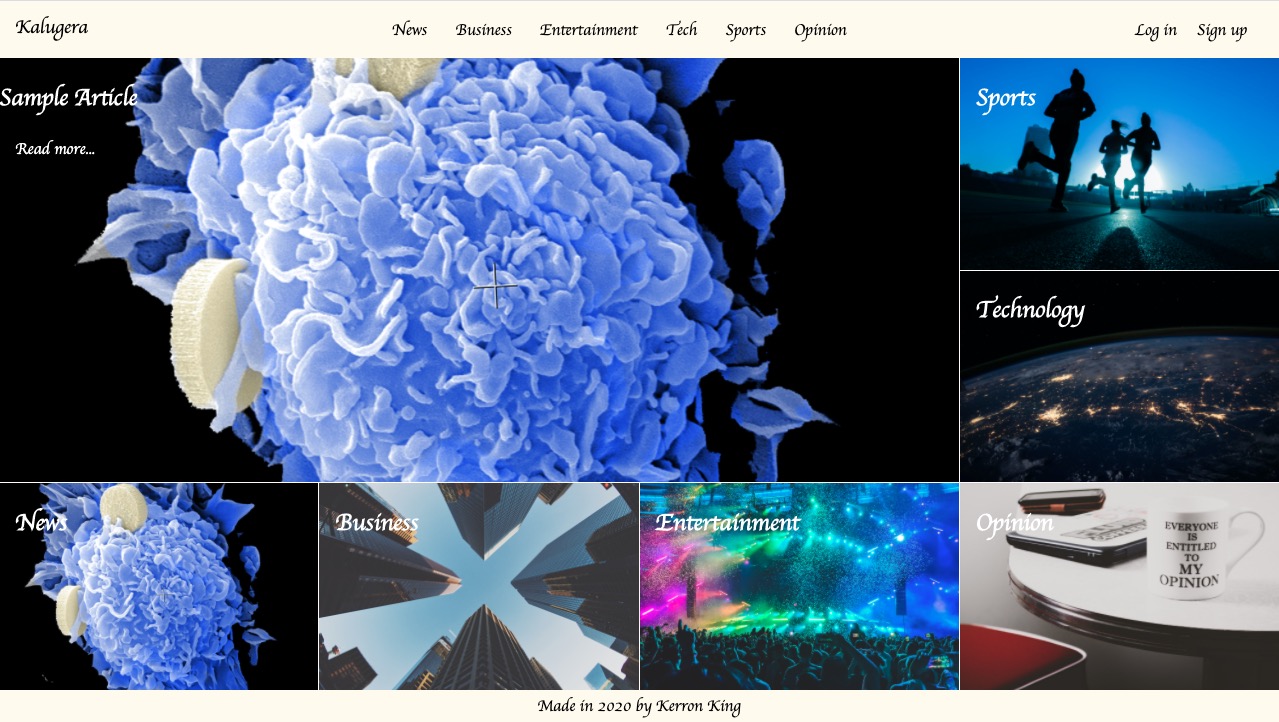 Kalugera
News Business Entertainment Tech Sports Opinion
Log in Sign up
Sample Article
Read more...
Sports
Technology
News
Business
Entertainment
Opinion
EVERYONE
IS
ENTITLED
TO
MY
OPINION
Made in 2020 by Kerron King